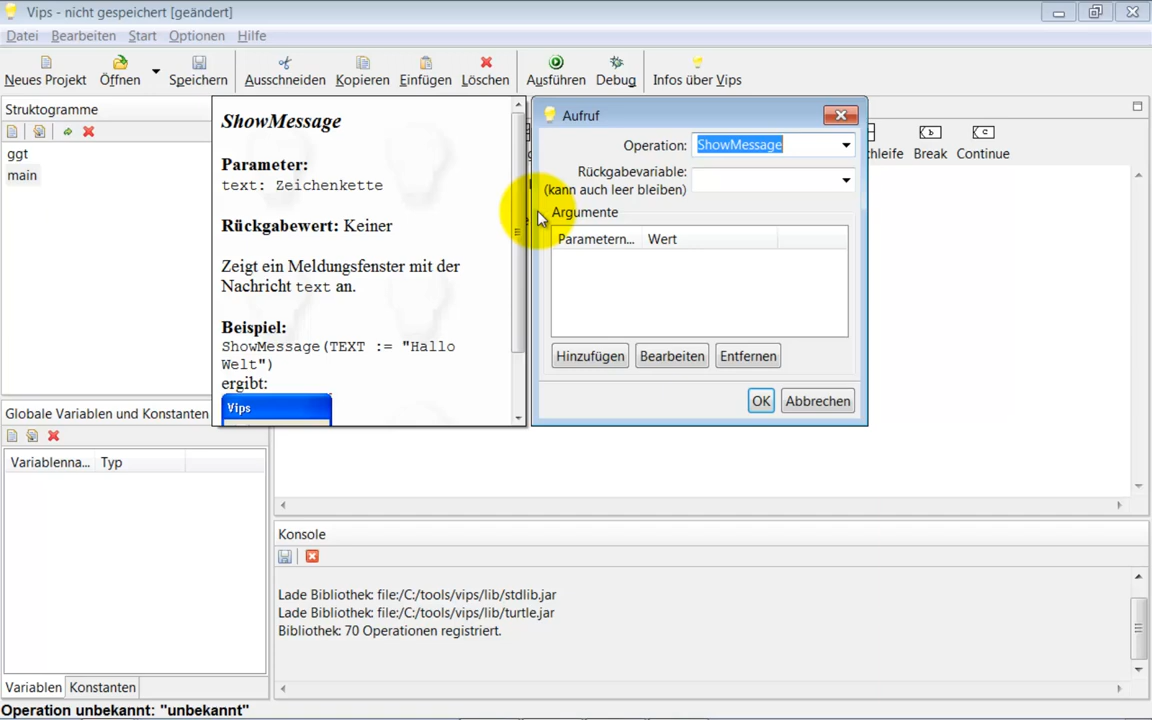 Vips - nicht gespeichert [geändert]
Datei Bearbeiten Start Optionen Hilfe
Neues Projekt Öffnen Speichern Ausschneiden Kopieren Einfügen Löschen Ausführen Debug Infos über Vips
Struktogramme
ggt
main
ShowMessage
Parameter:
text: Zeichenkette
Rückgabewert: Keiner
Zeigt ein Meldungsfenster mit der
Nachricht text an.
Beispiel:
ShowMessage(TEXT := "Hallo
Welt")
ergibt:
Vips
Aufruf
Operation: ShowMessage
Rückgabevariable:
(kann auch leer bleiben)
Argumente
Parametern... Wert
Hinzufügen Bearbeiten Entfernen
OK Abbrechen
Break Continue
Globale Variablen und Konstanten
Variablenna... Typ
Variablen Konstanten
Konsole
Lade Bibliothek: file:/C:/tools/vips/lib/stdlib.jar
Lade Bibliothek: file:/C:/tools/vips/lib/turtle.jar
Bibliothek: 70 Operationen registriert.
Operation unbekannt: "unbekannt"